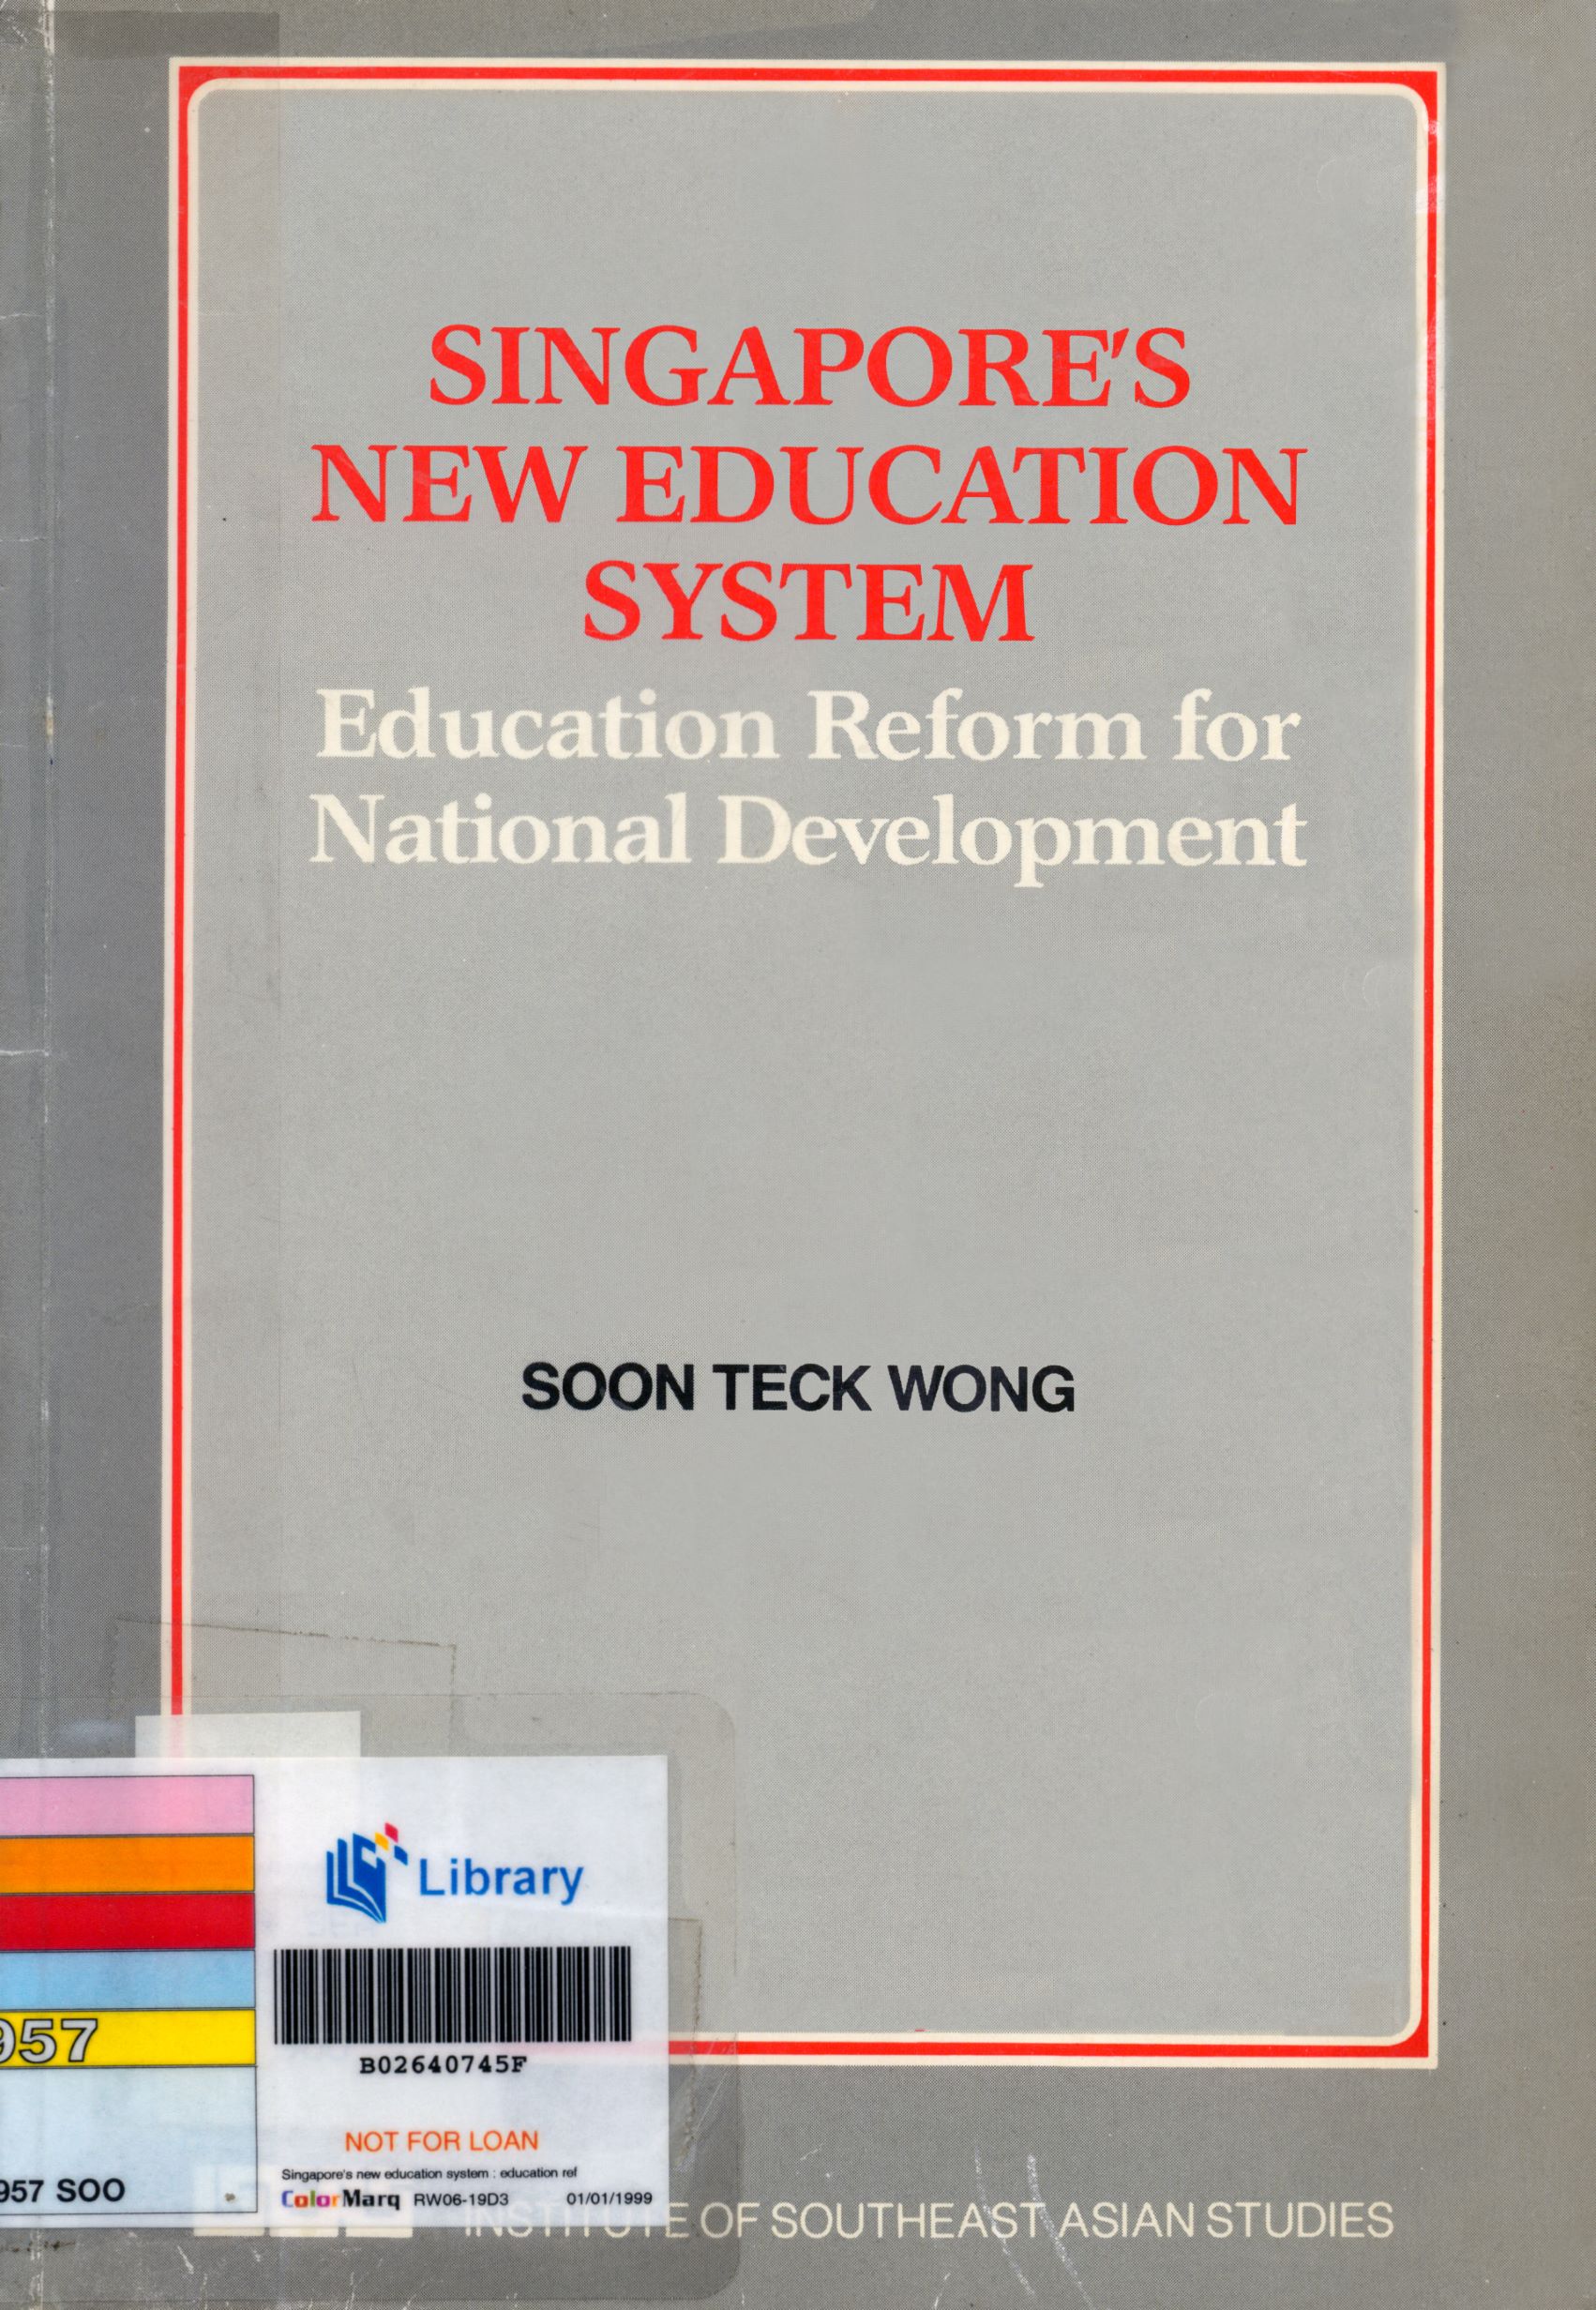 SINGAPORE'S
NEW EDUCATION
SYSTEM
Education Reform for
National Development
SOON TECK WONG
Library
B02640745F
NOT FOR LOAN
Singapore's new education system : education ref
ColorMarq RW06-19D3 01/01/1999
957
957 SOO
INSTITUTE OF SOUTHEAST ASIAN STUDIES